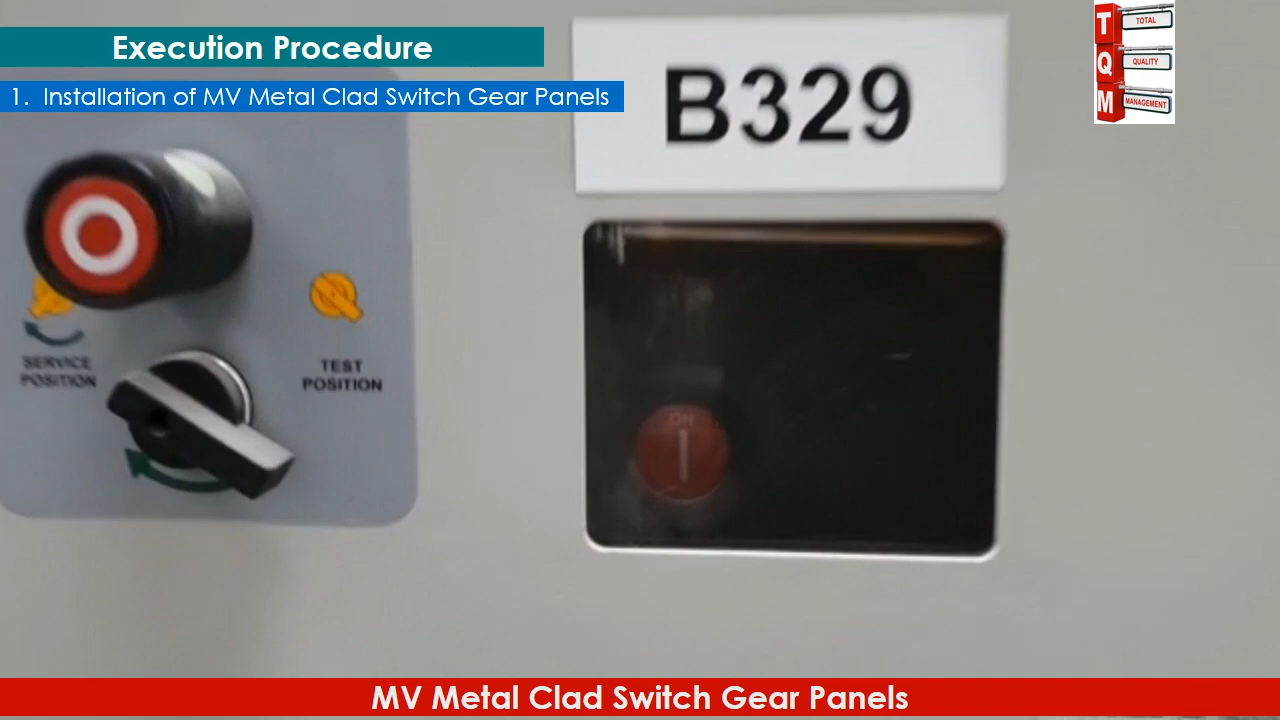 Execution Procedure
1. Installation of MV Metal Clad Switch Gear Panels
B329
T TOTAL
Q QUALITY
M MANAGEMENT
SERVICE
POSITION
TEST
POSITION
ON
MV Metal Clad Switch Gear Panels